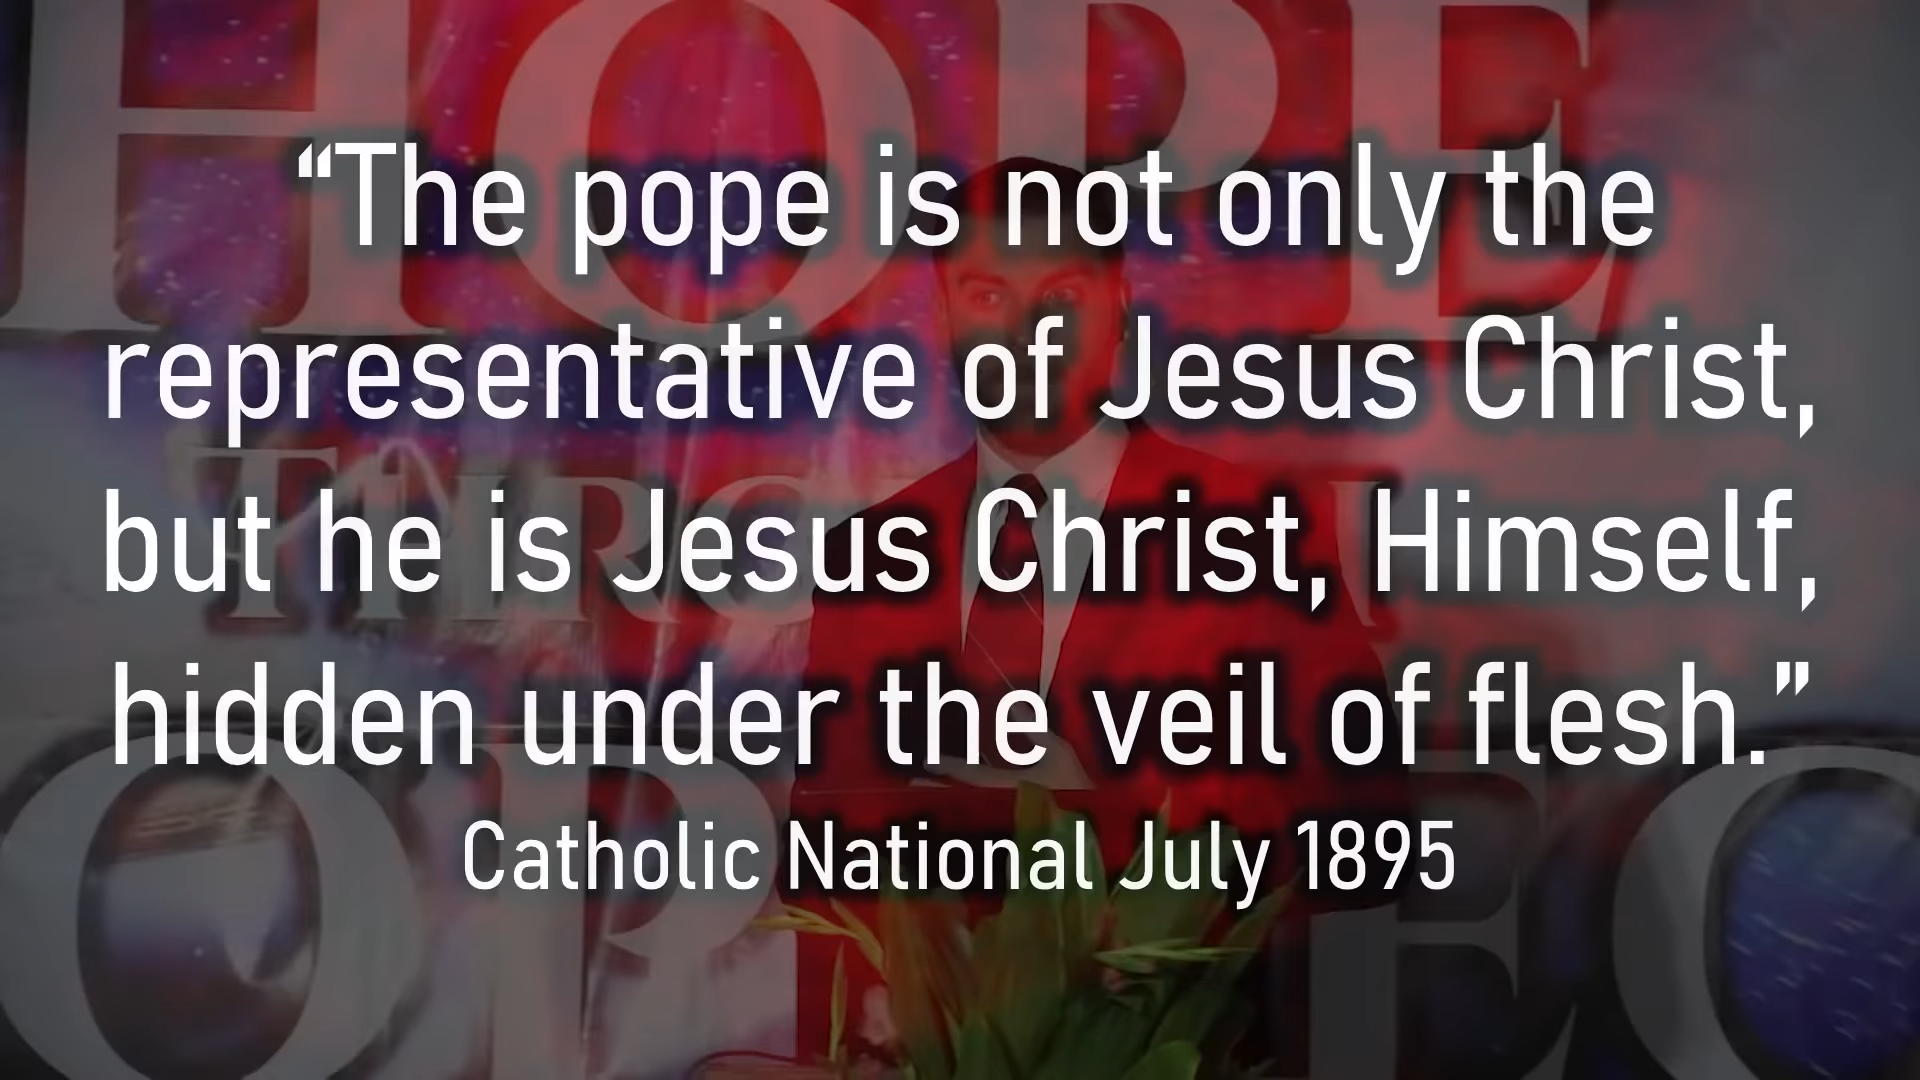 HOPE
“The pope is not only the
representative of Jesus Christ,
but he is Jesus Christ, Himself,
hidden under the veil of flesh.”
Catholic National July 1895